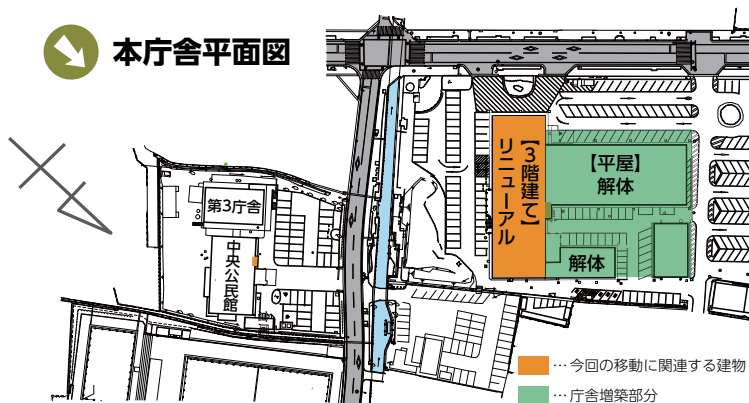 本庁舎平面図
【3階建て】
リニューアル
【平屋】
解体
解体
第3庁舎
中央公民館
… 今回の移動に関連する建物
… 庁舎増築部分